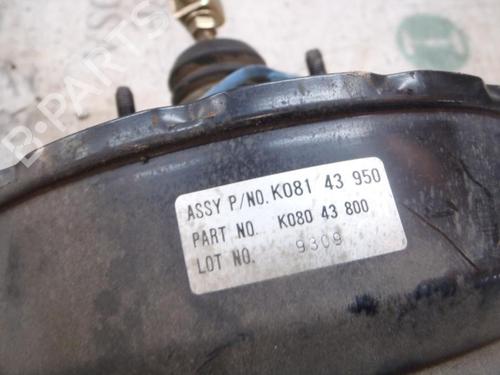 B-PARTS
ASSY P/NO. K081 43 950
PART NO. K080 43 800
LOT NO. 9309